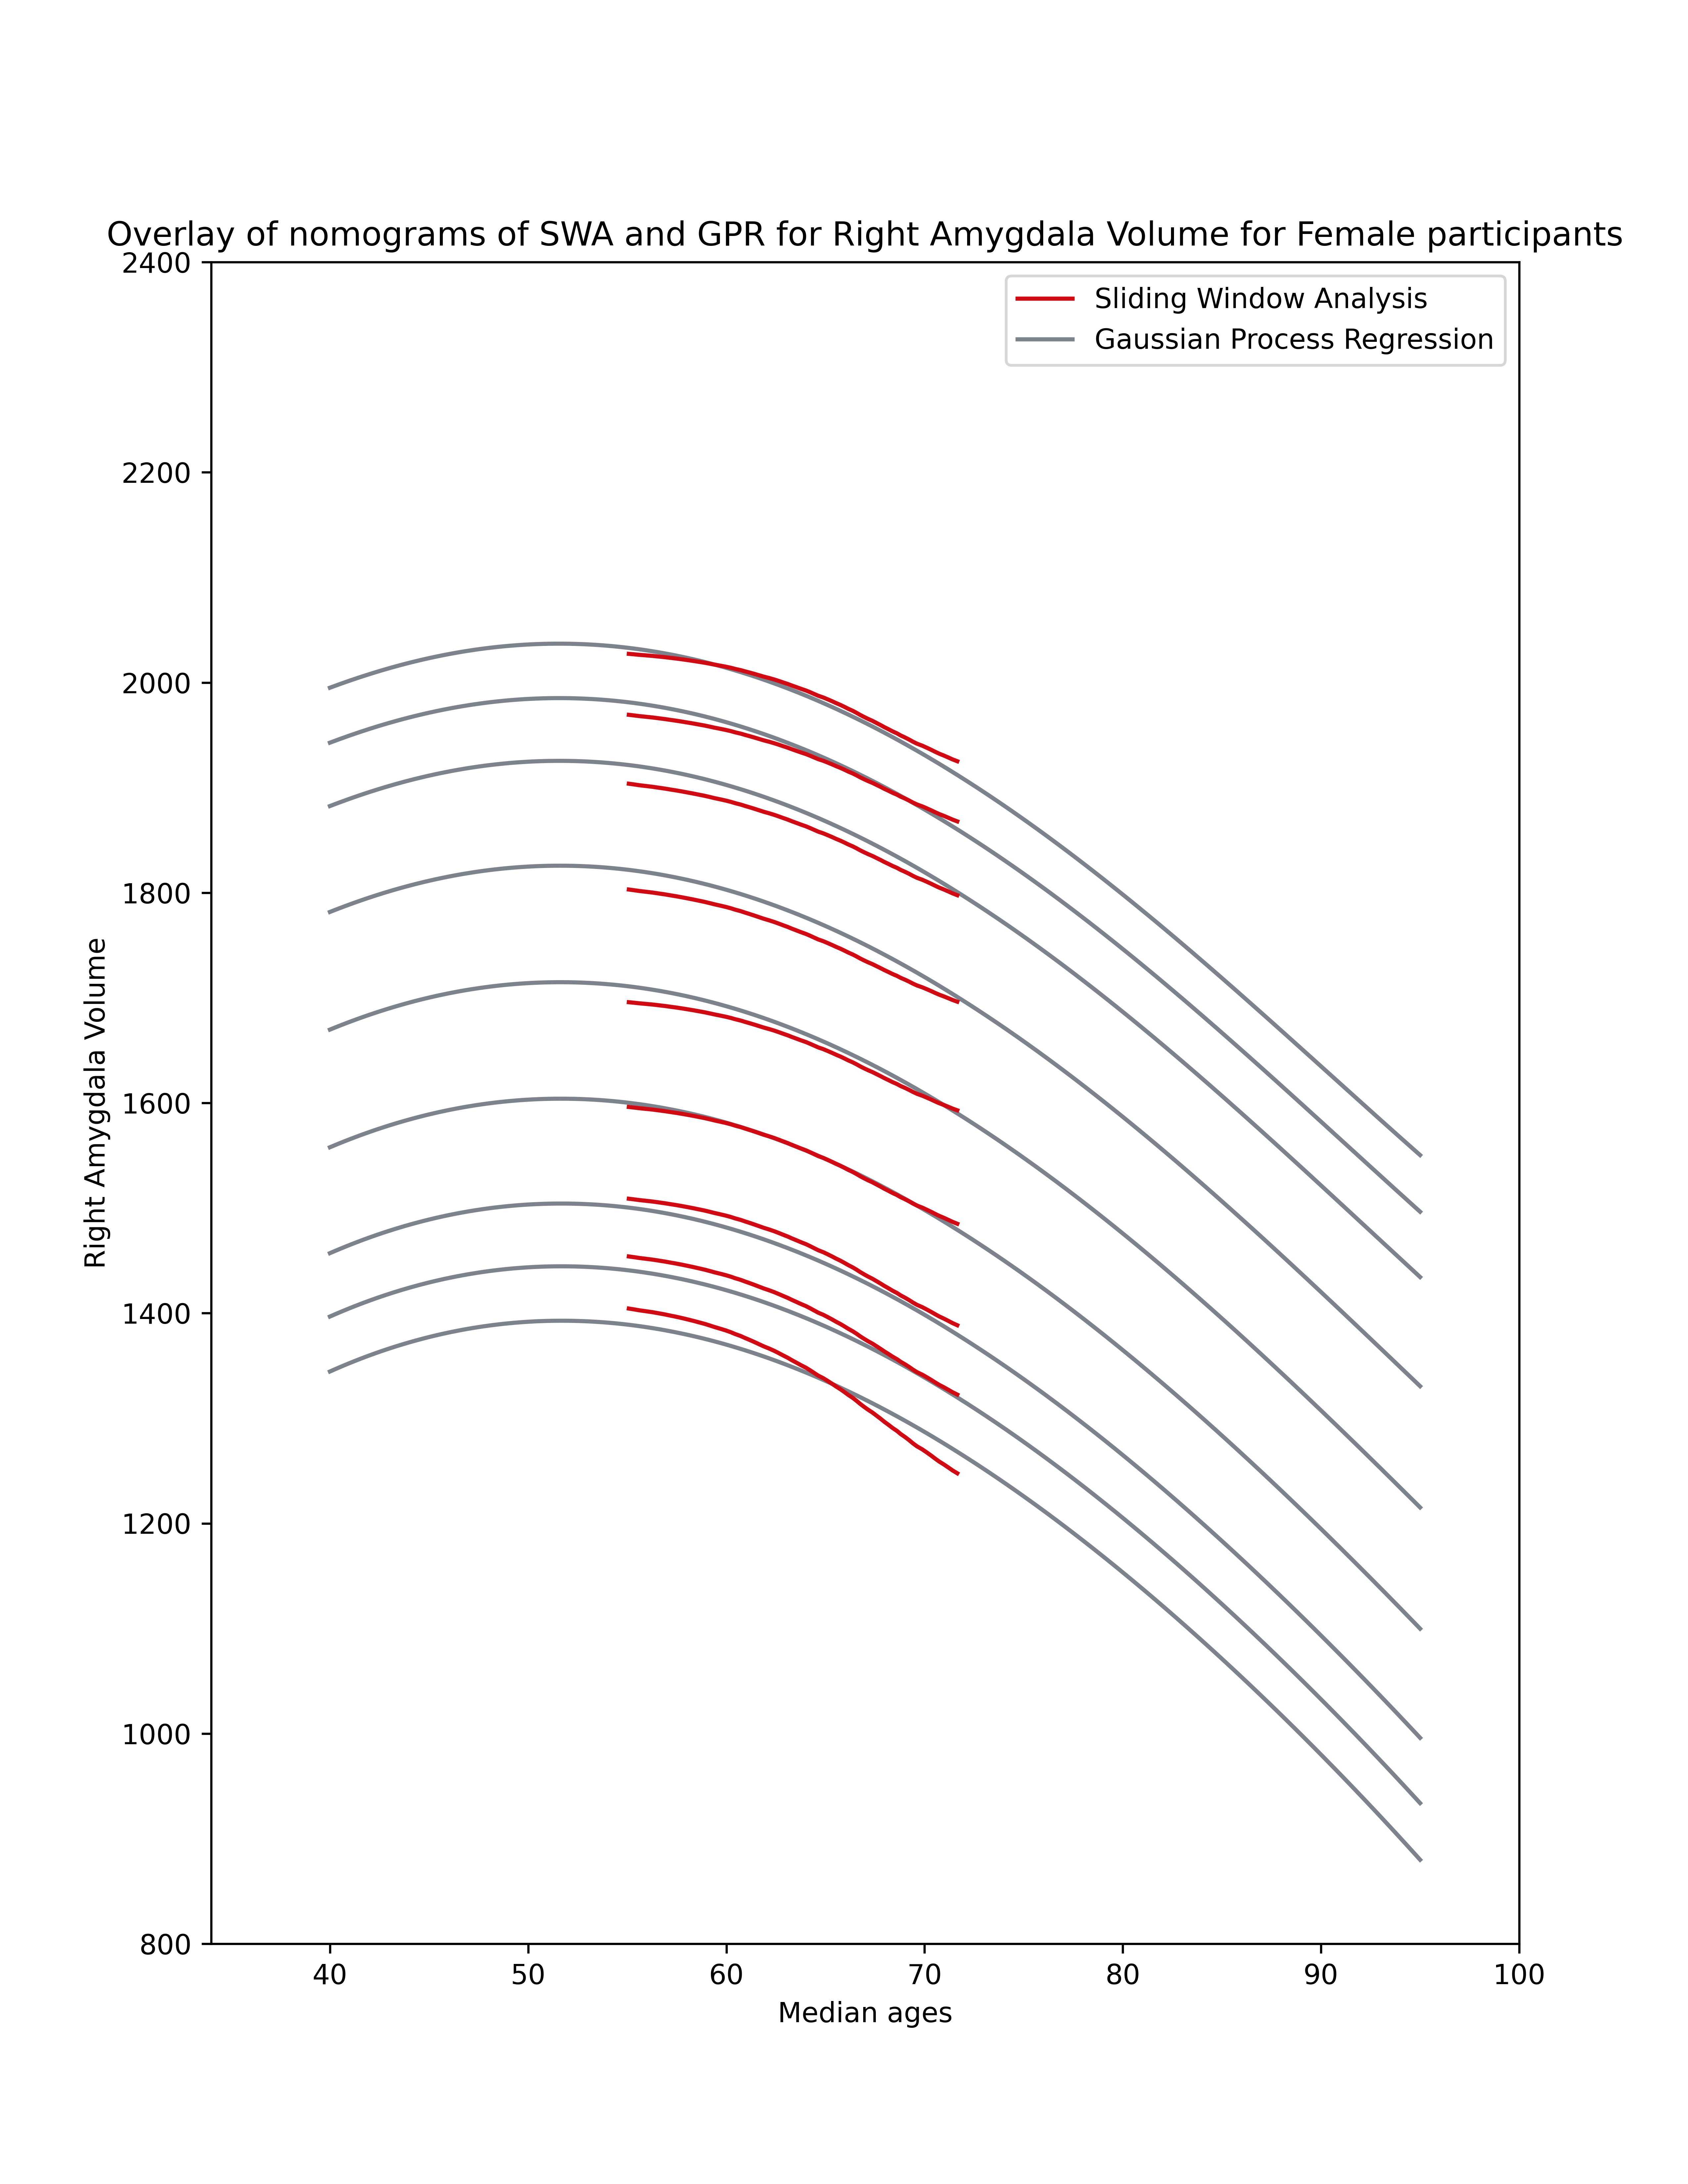 Overlay of nomograms of SWA and GPR for Right Amygdala Volume for Female participants
Sliding Window Analysis
Gaussian Process Regression
2400
2200
2000
1800
1600
1400
1200
1000
800
Right Amygdala Volume
40 50 60 70 80 90 100
Median ages